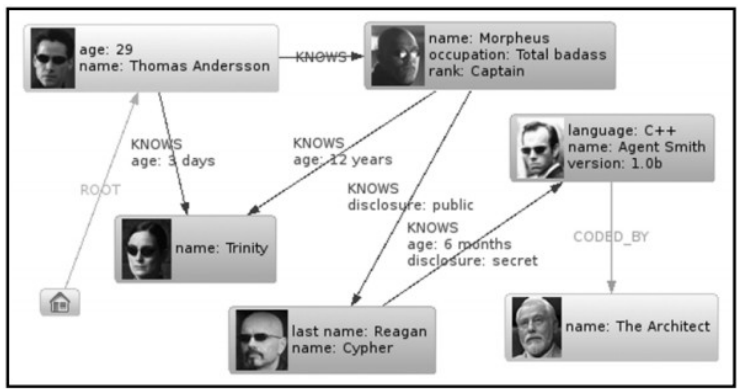 age: 29
name: Thomas Andersson
KNOWS
name: Morpheus
occupation: Total badass
rank: Captain
language: C++
name: Agent Smith
version: 1.0b
KNOWS
age: 3 days
KNOWS
age: 12 years
ROOT
KNOWS
disclosure: public
name: Trinity
KNOWS
age: 6 months
disclosure: secret
CODED_BY
last name: Reagan
name: Cypher
name: The Architect